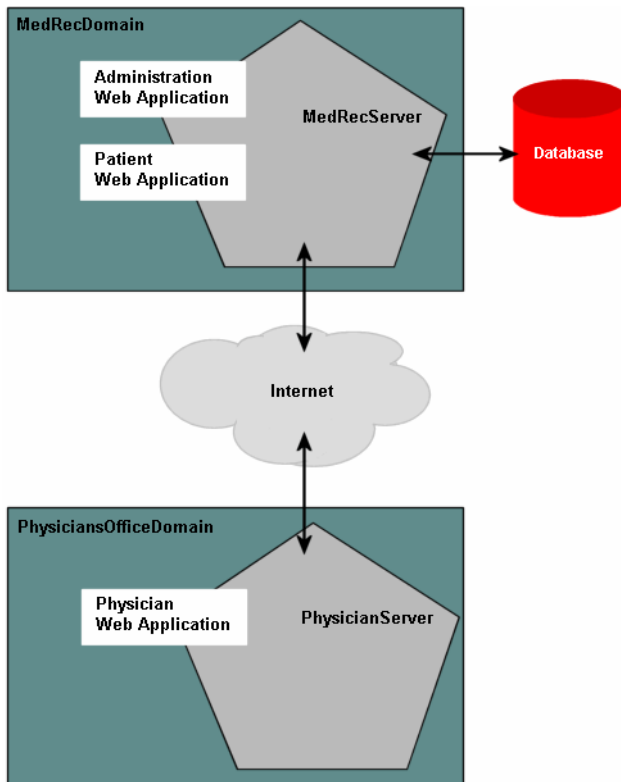 MedRecDomain
Administration
Web Application
MedRecServer
Patient
Web Application
Database
Internet
PhysiciansOfficeDomain
Physician
Web Application
PhysicianServer